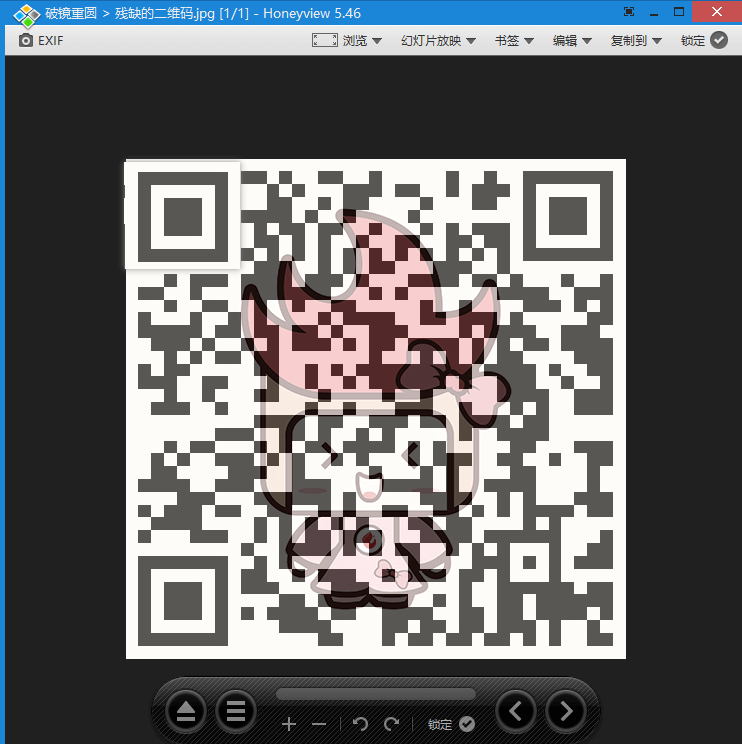 破镜重圆 > 残缺的二维码.jpg [1/1] - Honeyview 5.46
EXIF 浏览 幻灯片放映 书签 编辑 复制到 锁定
锁定